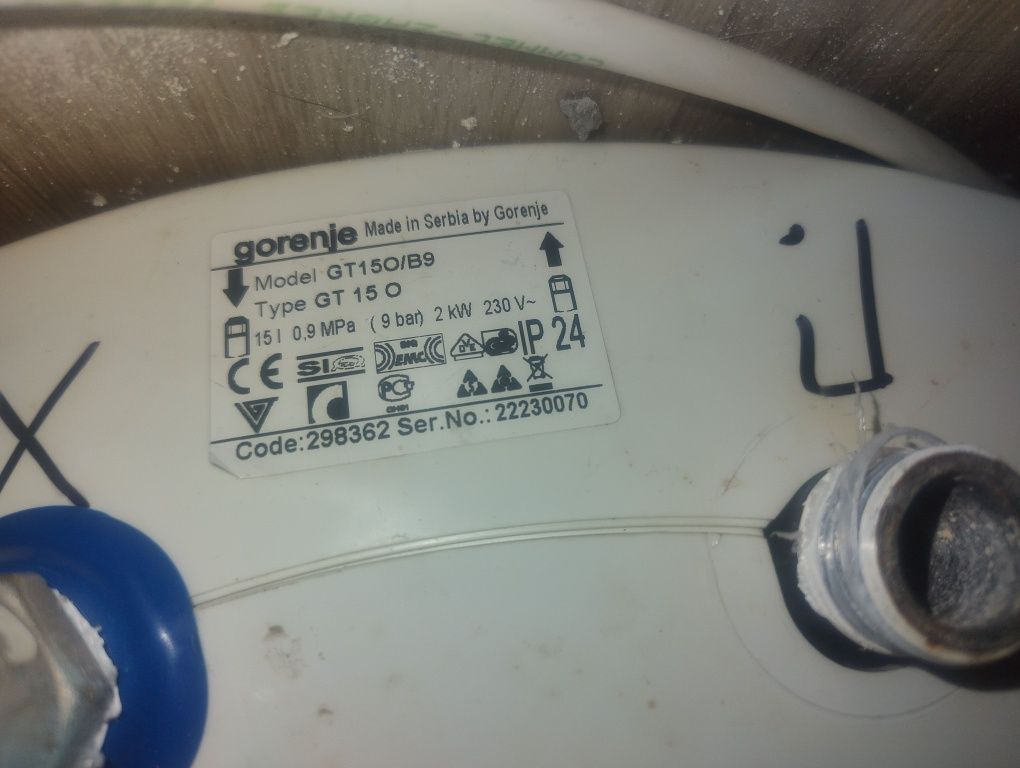 gorenje Made in Serbia by Gorenje
Model GT15O/B9
Type GT 15 O
15 l 0,9 MPa ( 9 bar) 2 kW 230 V~
CE SI EMC IP 24
PCT
Code:298362 Ser.No.: 22230070
X